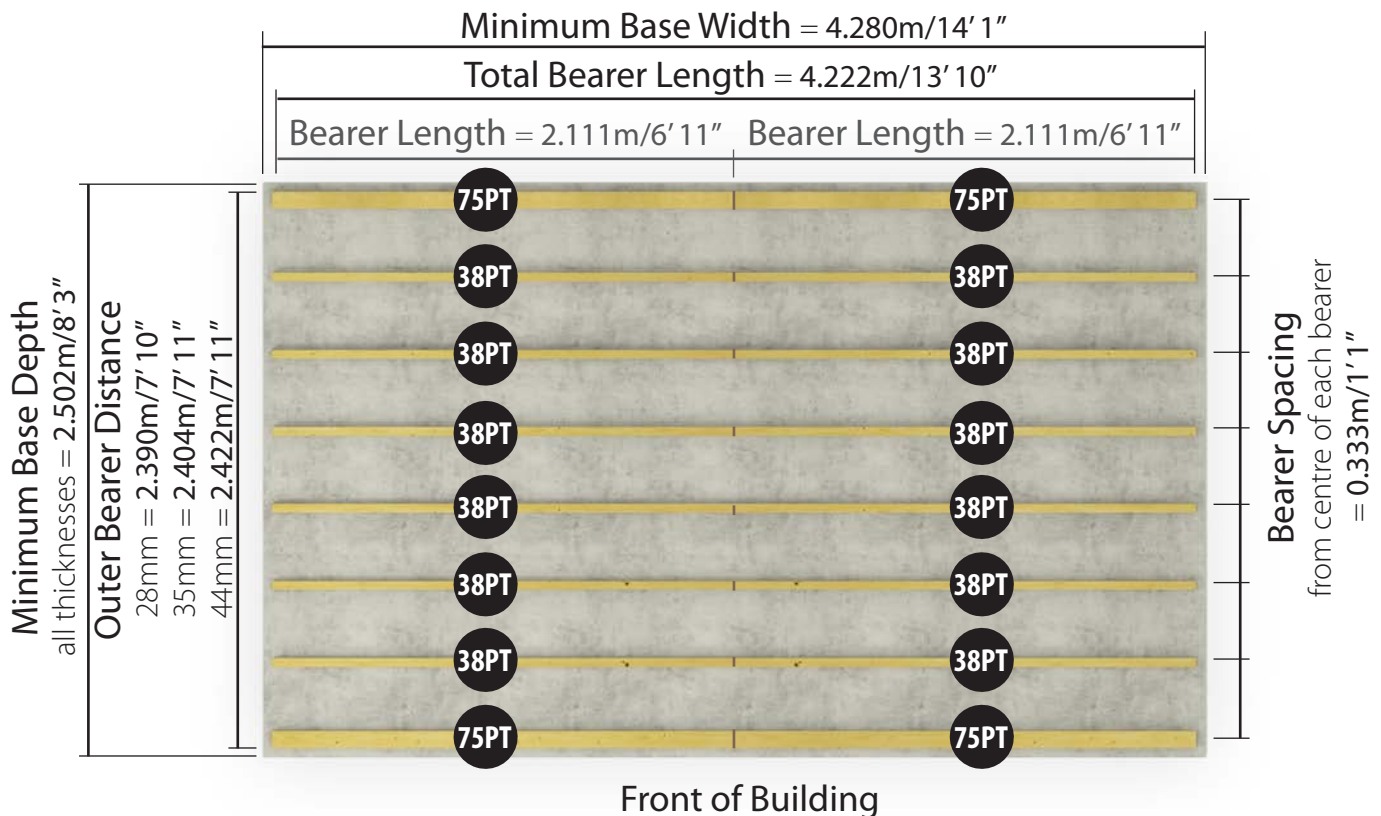 Minimum Base Width = 4.280m/14’ 1”
Total Bearer Length = 4.222m/13’ 10”
Bearer Length = 2.111m/6’ 11”
Bearer Length = 2.111m/6’ 11”
Minimum Base Depth
all thicknesses = 2.502m/8’ 3”
Outer Bearer Distance
28mm = 2.390m/7’ 10”
35mm = 2.404m/7’ 11”
44mm = 2.422m/7’ 11”
75PT
75PT
38PT
38PT
38PT
38PT
38PT
38PT
38PT
38PT
38PT
38PT
38PT
38PT
75PT
75PT
Bearer Spacing
from centre of each bearer
= 0.333m/1’ 1”
Front of Building